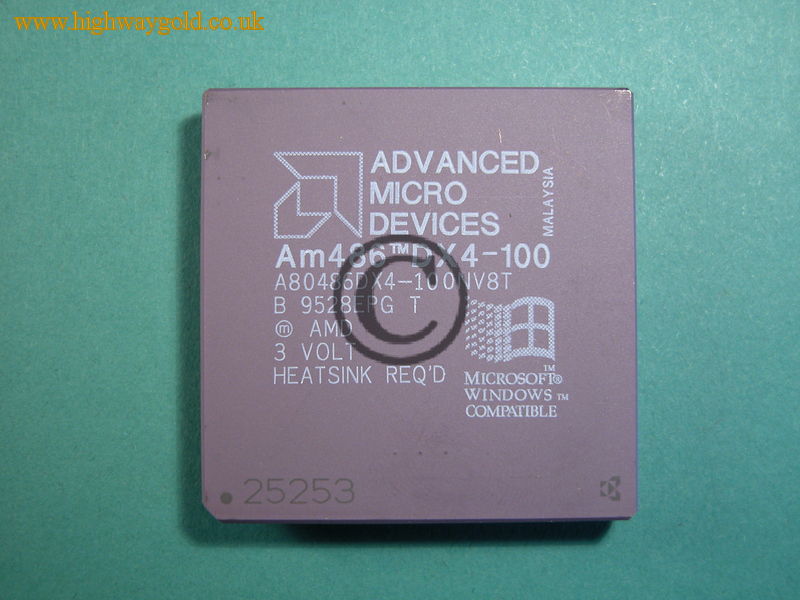 www.highwaygold.co.uk
ADVANCED
MICRO
DEVICES
MALAYSIA
Am486™DX4-100
A80486DX4-100NV8T
B 9528EPG T
ⓜ AMD
3 VOLT
HEATSINK REQ'D
©
MICROSOFT®
WINDOWS™
COMPATIBLE
25253